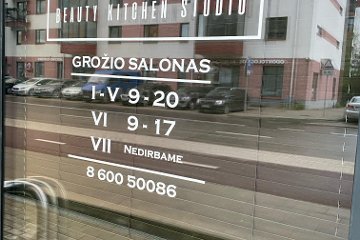 BEAUTY KITCHEN STUDIO
GROŽIO SALONAS
I-V 9-20
VI 9-17
VII NEDIRBAME
8 600 50086